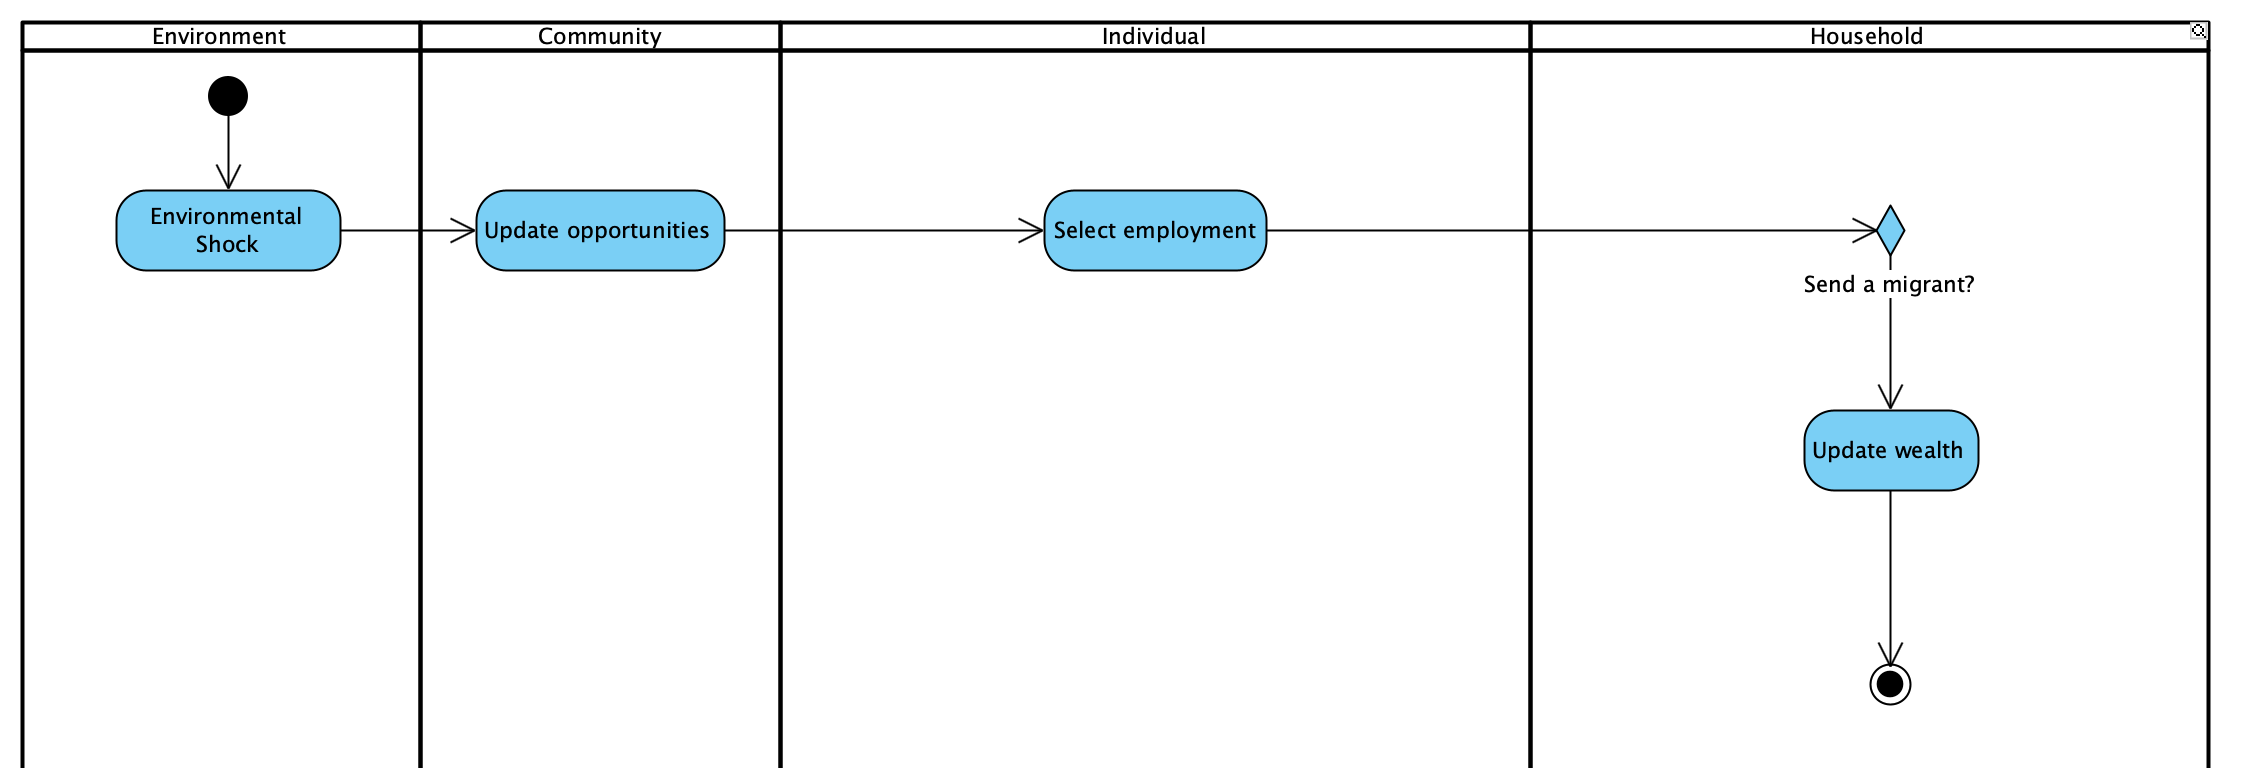 Environment
Community
Individual
Household
Environmental
Shock
Update opportunities
Select employment
Send a migrant?
Update wealth